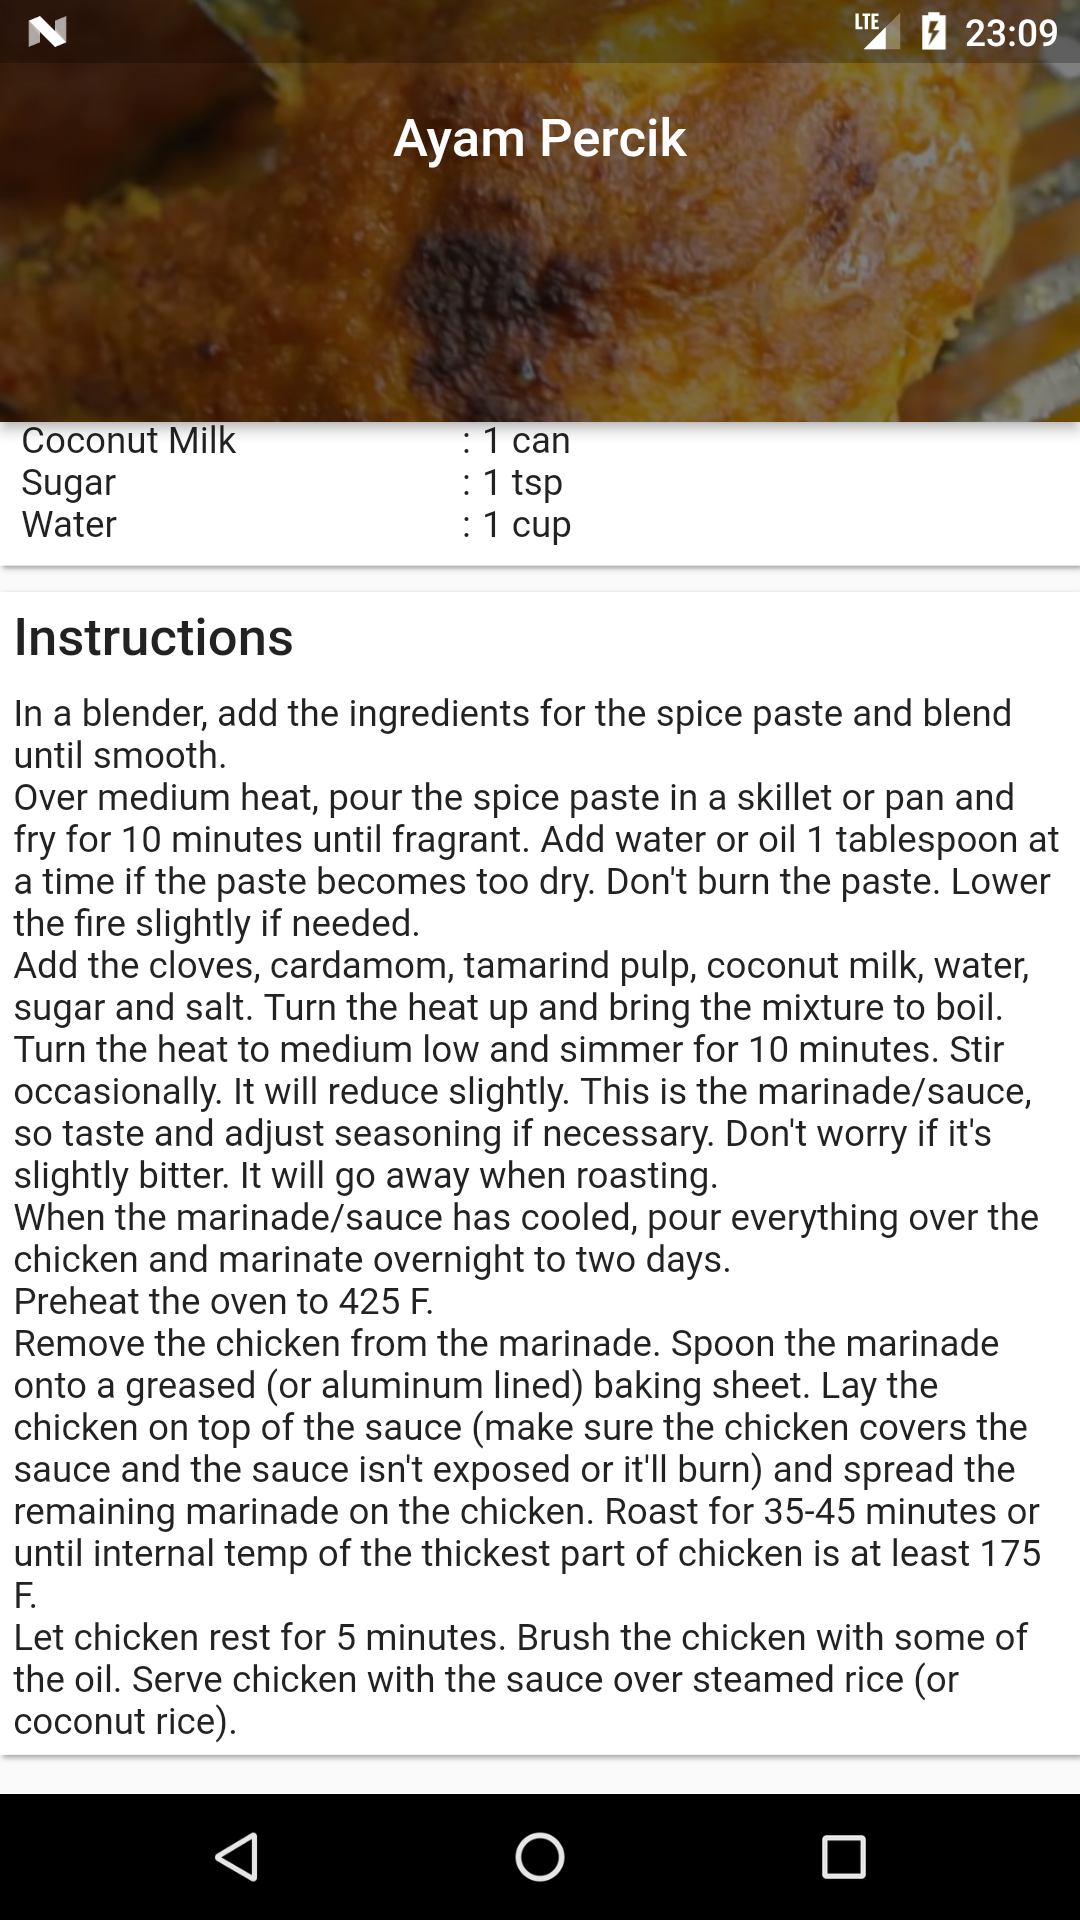 LTE 23:09
Ayam Percik
Coconut Milk : 1 can
Sugar : 1 tsp
Water : 1 cup
Instructions
In a blender, add the ingredients for the spice paste and blend
until smooth.
Over medium heat, pour the spice paste in a skillet or pan and
fry for 10 minutes until fragrant. Add water or oil 1 tablespoon at
a time if the paste becomes too dry. Don't burn the paste. Lower
the fire slightly if needed.
Add the cloves, cardamom, tamarind pulp, coconut milk, water,
sugar and salt. Turn the heat up and bring the mixture to boil.
Turn the heat to medium low and simmer for 10 minutes. Stir
occasionally. It will reduce slightly. This is the marinade/sauce,
so taste and adjust seasoning if necessary. Don't worry if it's
slightly bitter. It will go away when roasting.
When the marinade/sauce has cooled, pour everything over the
chicken and marinate overnight to two days.
Preheat the oven to 425 F.
Remove the chicken from the marinade. Spoon the marinade
onto a greased (or aluminum lined) baking sheet. Lay the
chicken on top of the sauce (make sure the chicken covers the
sauce and the sauce isn't exposed or it'll burn) and spread the
remaining marinade on the chicken. Roast for 35-45 minutes or
until internal temp of the thickest part of chicken is at least 175
F.
Let chicken rest for 5 minutes. Brush the chicken with some of
the oil. Serve chicken with the sauce over steamed rice (or
coconut rice).